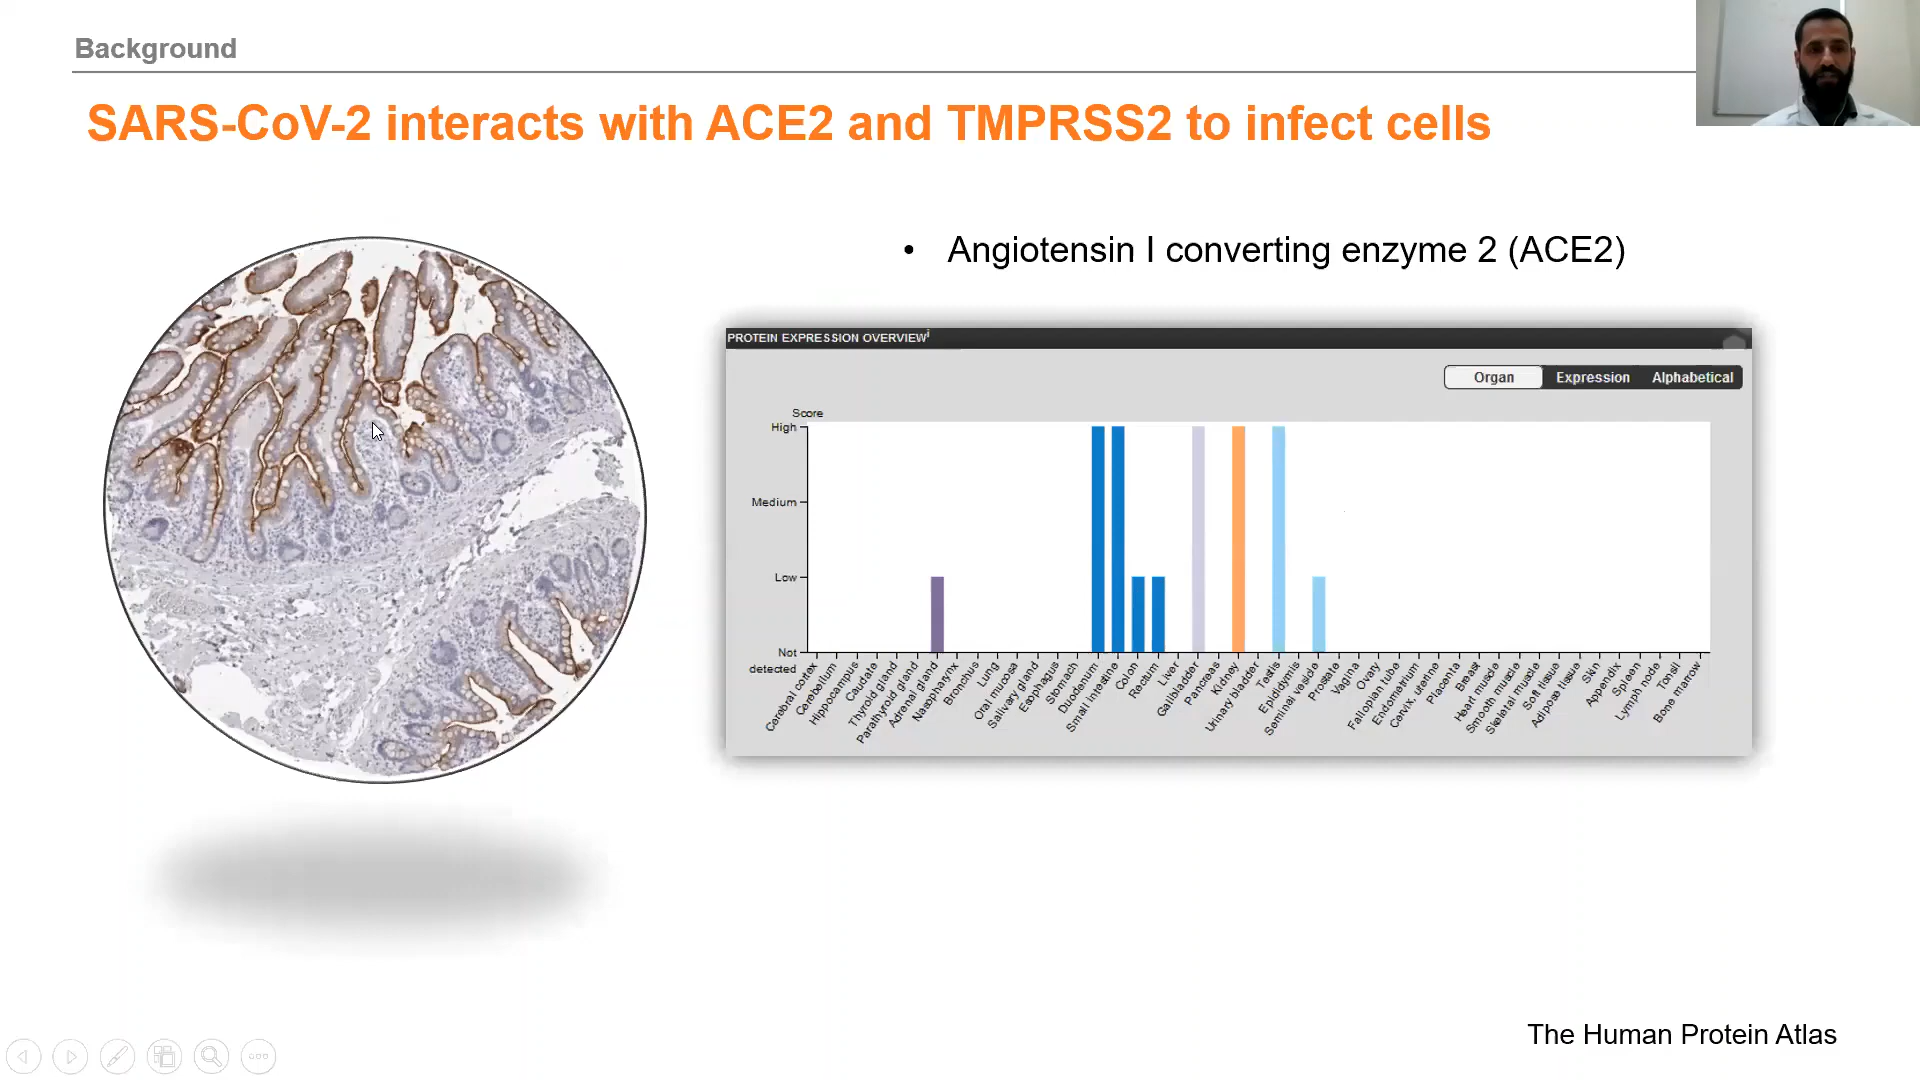 Background
SARS-CoV-2 interacts with ACE2 and TMPRSS2 to infect cells
• Angiotensin I converting enzyme 2 (ACE2)
PROTEIN EXPRESSION OVERVIEWⁱ
Organ Expression Alphabetical
Score
High
Medium
Low
Not
detected
Cerebral cortex
Cerebellum
Hippocampus
Caudate
Thyroid gland
Parathyroid gland
Adrenal gland
Nasopharynx
Bronchus
Lung
Oral mucosa
Salivary gland
Esophagus
Stomach
Duodenum
Small intestine
Colon
Rectum
Liver
Gallbladder
Pancreas
Kidney
Urinary bladder
Testis
Epididymis
Seminal vesicle
Prostate
Vagina
Ovary
Fallopian tube
Endometrium
Cervix, uterine
Placenta
Breast
Heart muscle
Smooth muscle
Skeletal muscle
Soft tissue
Adipose tissue
Skin
Appendix
Spleen
Lymph node
Tonsil
Bone marrow
The Human Protein Atlas